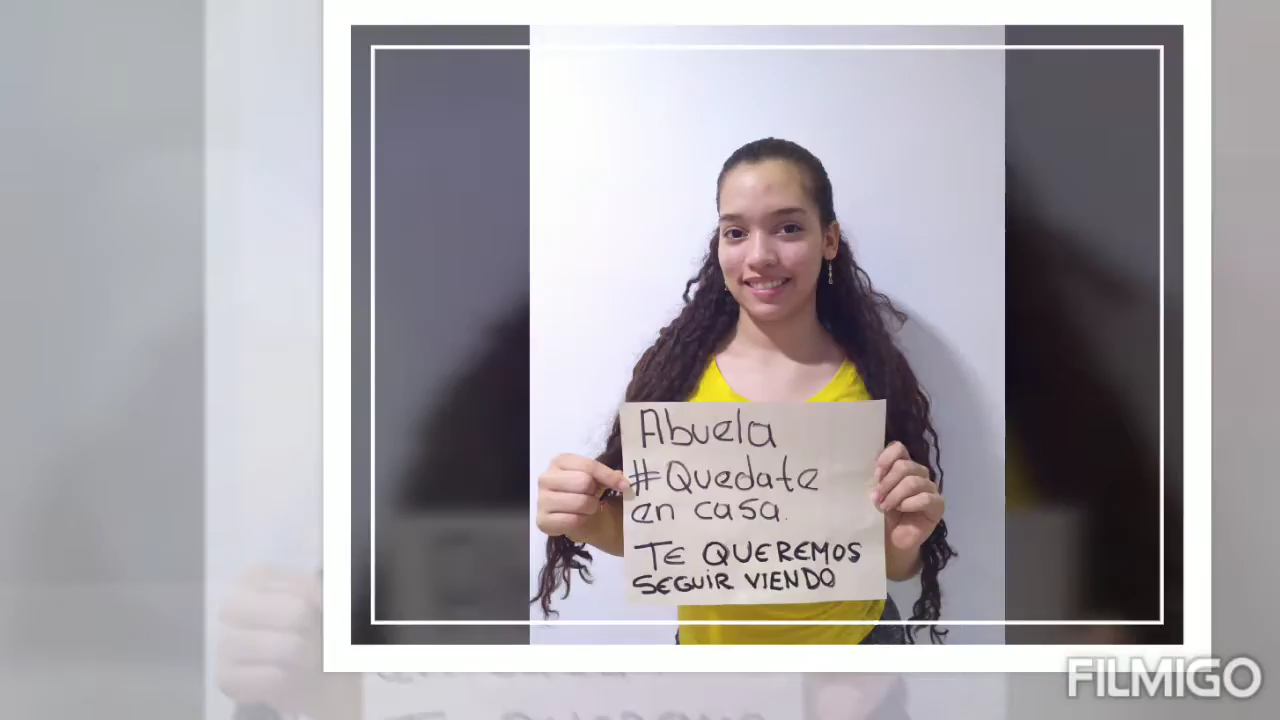 Abuela
#Quedate
en casa.
TE QUEREMOS
SEGUIR VIENDO
FILMIGO